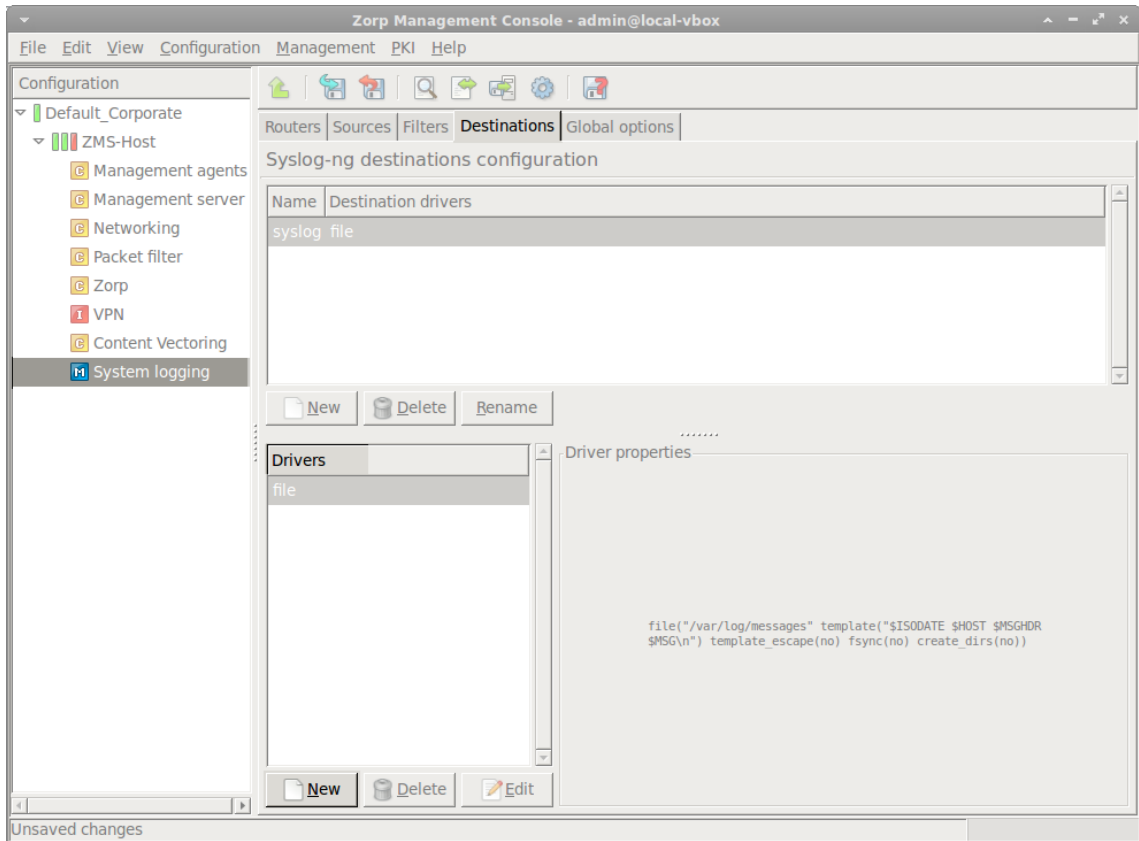 Zorp Management Console - admin@local-vbox
File Edit View Configuration Management PKI Help
Configuration
Default_Corporate
ZMS-Host
C Management agents
C Management server
C Networking
C Packet filter
C Zorp
I VPN
C Content Vectoring
M System logging
Routers Sources Filters Destinations Global options
Syslog-ng destinations configuration
Name Destination drivers
syslog file
New Delete Rename
Drivers
file
New Delete Edit
Driver properties
file("/var/log/messages" template("$ISODATE $HOST $MSGHDR
$MSG\n") template_escape(no) fsync(no) create_dirs(no))
Unsaved changes